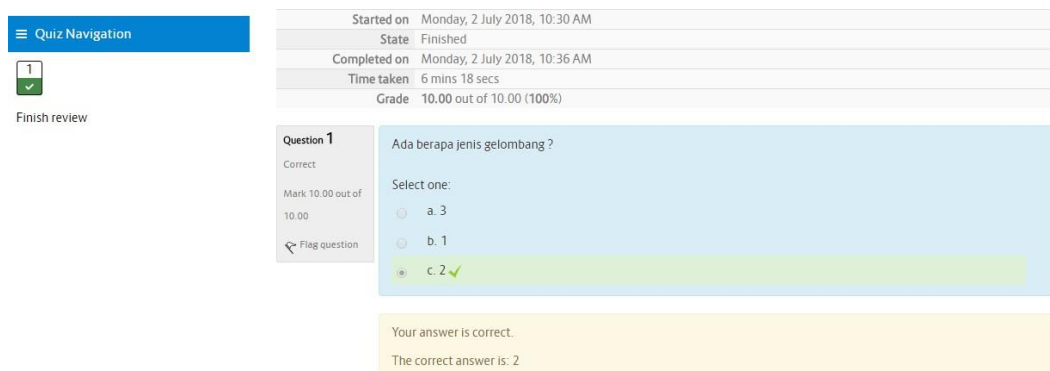 Quiz Navigation
1
Finish review
Started on Monday, 2 July 2018, 10:30 AM
State Finished
Completed on Monday, 2 July 2018, 10:36 AM
Time taken 6 mins 18 secs
Grade 10.00 out of 10.00 (100%)
Question 1
Correct
Mark 10.00 out of
10.00
Flag question
Ada berapa jenis gelombang ?
Select one:
a. 3
b. 1
c. 2
Your answer is correct.
The correct answer is: 2